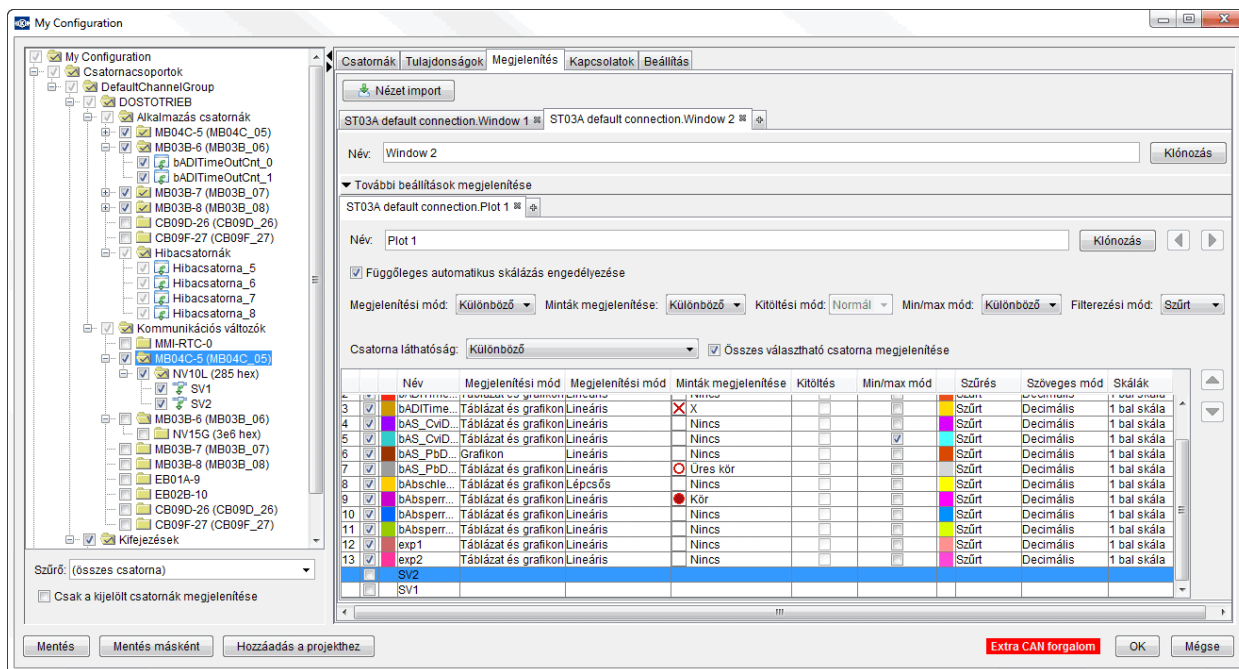 My Configuration
My Configuration
Csatornacsoportok
DefaultChannelGroup
DOSTOTRIEB
Alkalmazás csatornák
MB04C-5 (MB04C_05)
MB03B-6 (MB03B_06)
bADITimeOutCnt_0
bADITimeOutCnt_1
MB03B-7 (MB03B_07)
MB03B-8 (MB03B_08)
CB09D-26 (CB09D_26)
CB09F-27 (CB09F_27)
Hibacsatornák
Hibacsatorna_5
Hibacsatorna_6
Hibacsatorna_7
Hibacsatorna_8
Kommunikációs változók
MMI-RTC-0
MB04C-5 (MB04C_05)
NV10L (285 hex)
SV1
SV2
MB03B-6 (MB03B_06)
NV15G (3e6 hex)
MB03B-7 (MB03B_07)
MB03B-8 (MB03B_08)
EB01A-9
EB02B-10
CB09D-26 (CB09D_26)
CB09F-27 (CB09F_27)
Kifejezések
Szűrő: (összes csatorna)
Csak a kijelölt csatornák megjelenítése
Csatornák Tulajdonságok Megjelenítés Kapcsolatok Beállítás
Nézet import
ST03A default connection.Window 1 ST03A default connection.Window 2
Név: Window 2 Klónozás
További beállítások megjelenítése
ST03A default connection.Plot 1
Név: Plot 1 Klónozás
Függőleges automatikus skálázás engedélyezése
Megjelenítési mód: Különböző Minták megjelenítése: Különböző Kitöltési mód: Normál Min/max mód: Különböző Filterezési mód: Szűrt
Csatorna láthatóság: Különböző Összes választható csatorna megjelenítése
Név Megjelenítési mód Megjelenítési mód Minták megjelenítése Kitöltés Min/max mód Szűrés Szöveges mód Skálák
3 bADITime... Táblázat és grafikon Lineáris X Szűrt Decimális 1 bal skála
4 bAS_CviD... Táblázat és grafikon Lineáris Nincs Szűrt Decimális 1 bal skála
5 bAS_CviD... Táblázat és grafikon Lineáris Nincs Szűrt Decimális 1 bal skála
6 bAS_PbD... Grafikon Lineáris Nincs Szűrt Decimális 1 bal skála
7 bAS_PbD... Táblázat és grafikon Lineáris Üres kör Szűrt Decimális 1 bal skála
8 bAbschle... Táblázat és grafikon Lépcsős Nincs Szűrt Decimális 1 bal skála
9 bAbsperr... Táblázat és grafikon Lineáris Kör Szűrt Decimális 1 bal skála
10 bAbsperr... Táblázat és grafikon Lineáris Nincs Szűrt Decimális 1 bal skála
11 bAbsperr... Táblázat és grafikon Lineáris Nincs Szűrt Decimális 1 bal skála
12 exp1 Táblázat és grafikon Lineáris Nincs Szűrt Decimális 1 bal skála
13 exp2 Táblázat és grafikon Lineáris Nincs Szűrt Decimális 1 bal skála
SV2
SV1
Mentés Mentés másként Hozzáadás a projekthez Extra CAN forgalom OK Mégse